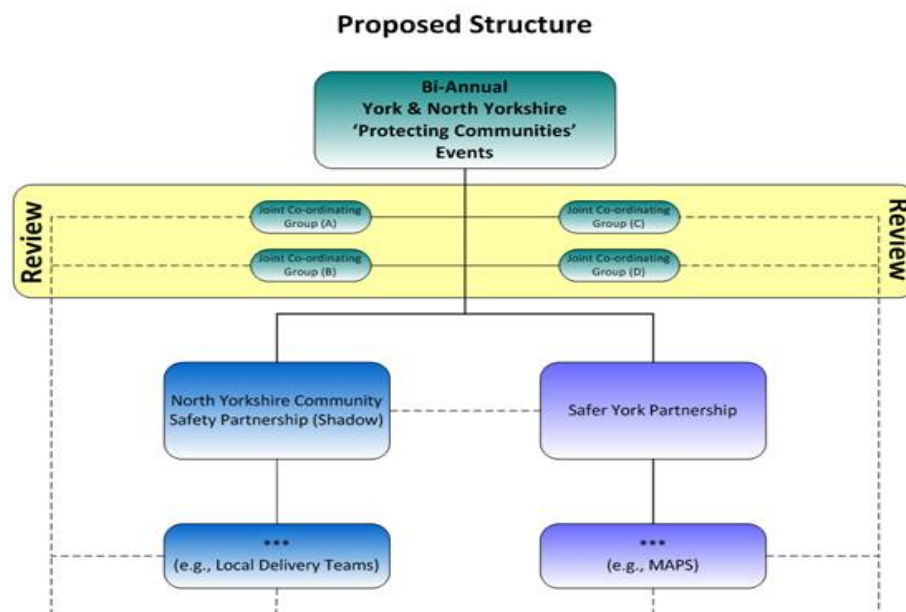 Proposed Structure
Bi-Annual
York & North Yorkshire
‘Protecting Communities’
Events
Review
Joint Co-ordinating
Group (A)
Joint Co-ordinating
Group (C)
Review
Joint Co-ordinating
Group (B)
Joint Co-ordinating
Group (D)
North Yorkshire Community
Safety Partnership (Shadow)
Safer York Partnership
***
(e.g., Local Delivery Teams)
***
(e.g., MAPS)